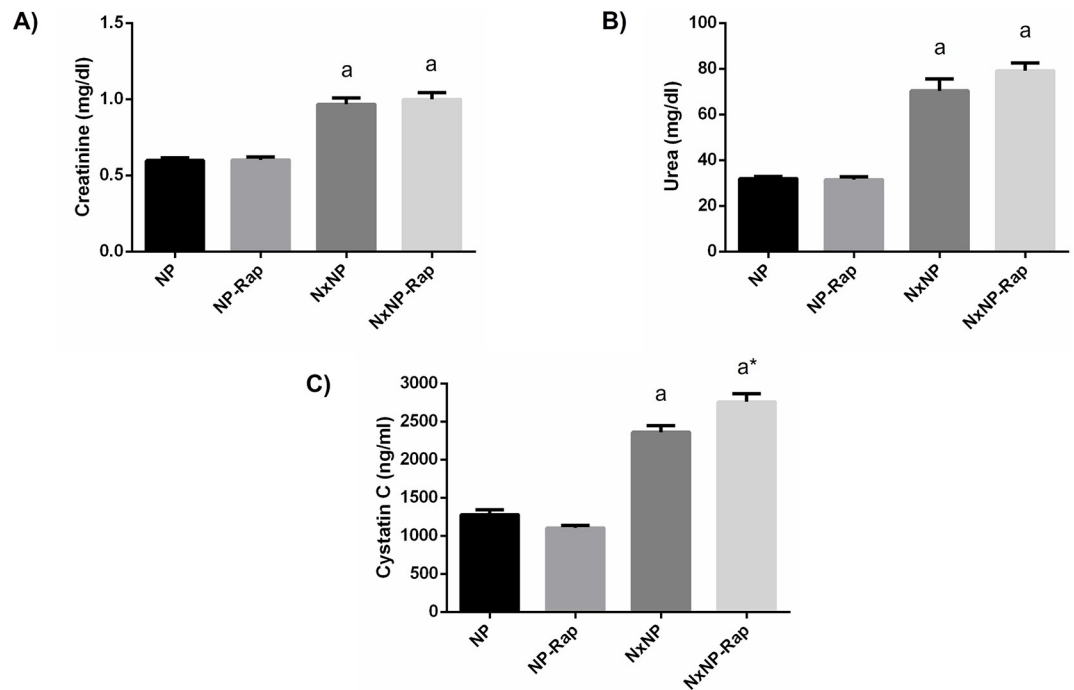 A)
Creatinine (mg/dl)
1.5
1.0
0.5
0.0
a
a
NP
NP-Rap
NxNP
NxNP-Rap
B)
Urea (mg/dl)
100
80
60
40
20
0
a
a
NP
NP-Rap
NxNP
NxNP-Rap
C)
Cystatin C (ng/ml)
3000
2500
2000
1500
1000
500
0
a
a*
NP
NP-Rap
NxNP
NxNP-Rap